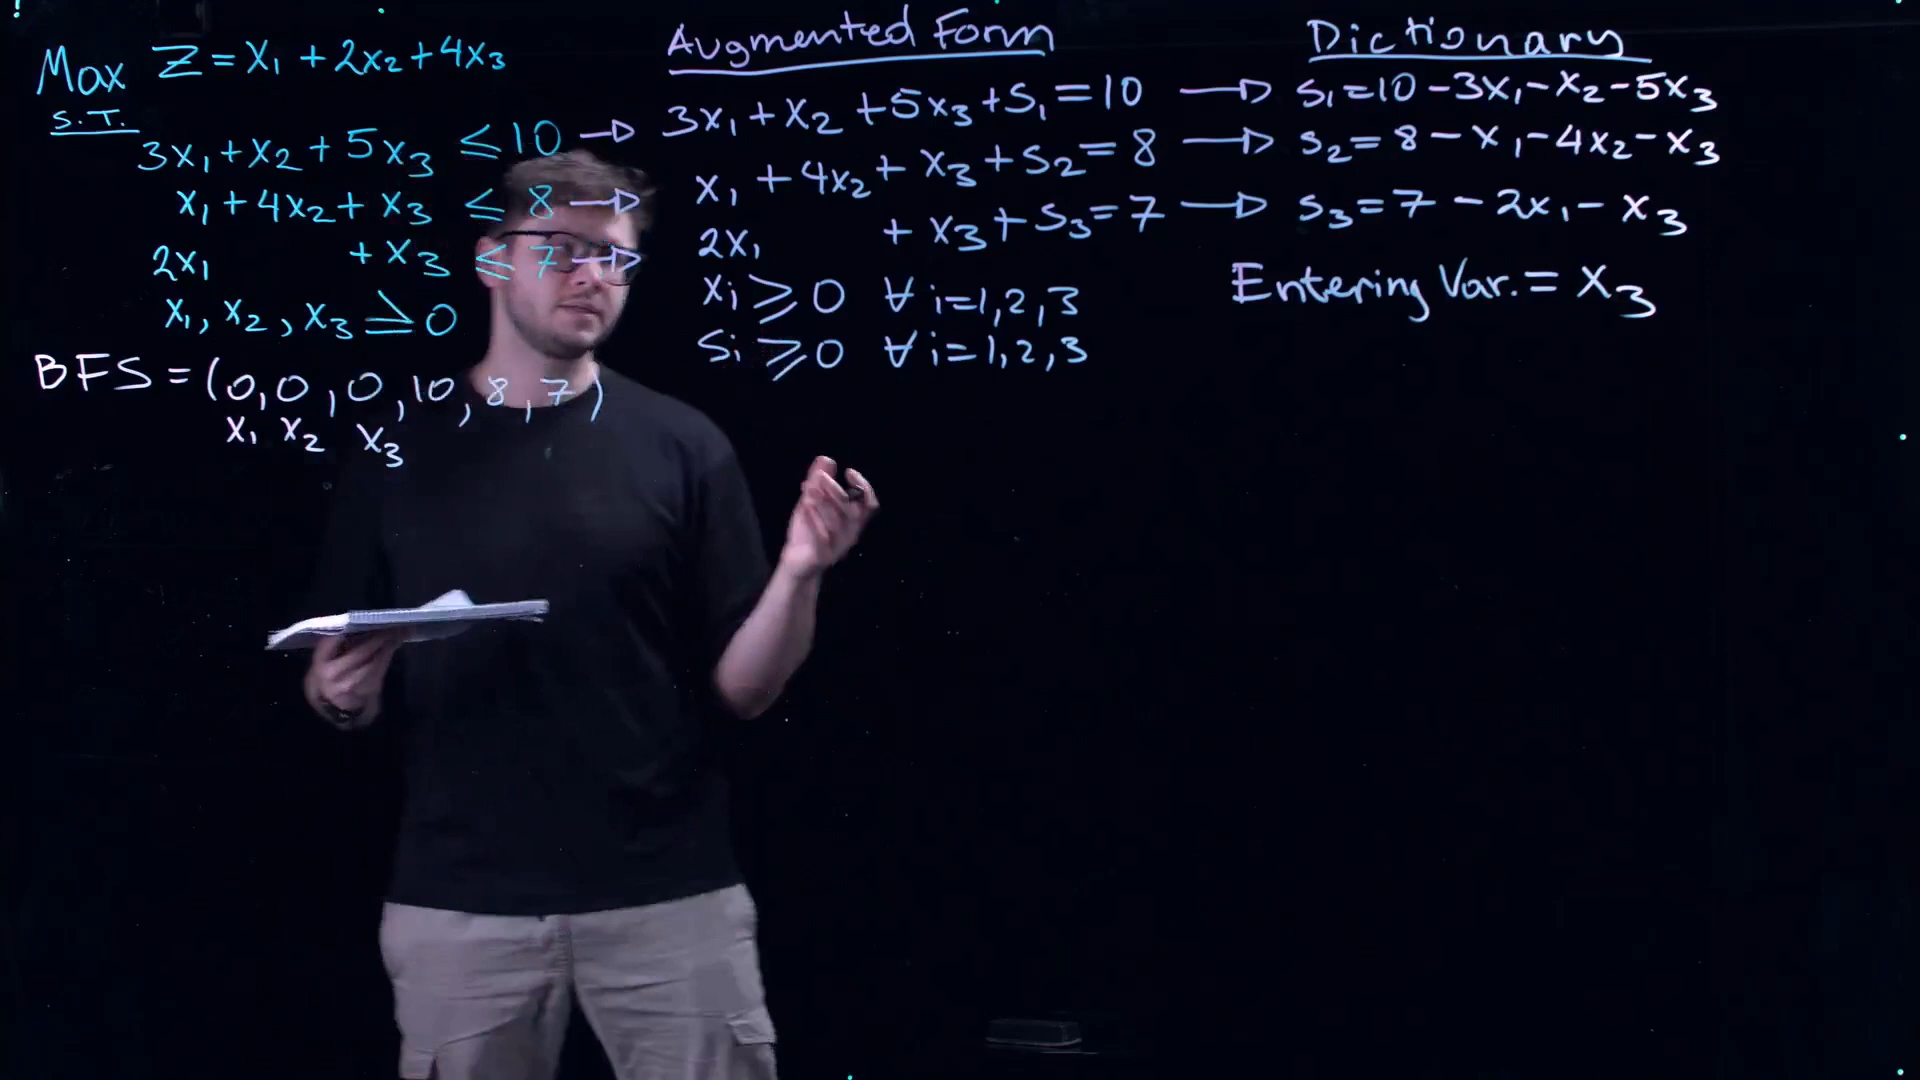 Max Z = x₁ + 2x₂ + 4x₃
S.T.
3x₁ + x₂ + 5x₃ ≤ 10 →
x₁ + 4x₂ + x₃ ≤ 8 →
2x₁ + x₃ ≤ 7 →
x₁, x₂, x₃ ≥ 0
BFS = (0, 0, 0, 10, 8, 7)
x₁ x₂ x₃
Augmented Form
3x₁ + x₂ + 5x₃ + S₁ = 10 →
x₁ + 4x₂ + x₃ + S₂ = 8 →
2x₁ + x₃ + S₃ = 7 →
xᵢ ≥ 0 ∀ i = 1, 2, 3
Sᵢ ≥ 0 ∀ i = 1, 2, 3
Dictionary
S₁ = 10 - 3x₁ - x₂ - 5x₃
S₂ = 8 - x₁ - 4x₂ - x₃
S₃ = 7 - 2x₁ - x₃
Entering Var. = x₃